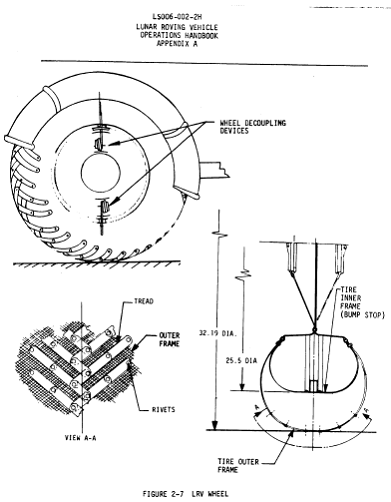 LS006-002-2H
LUNAR ROVING VEHICLE
OPERATIONS HANDBOOK
APPENDIX A
WHEEL DECOUPLING
DEVICES
TREAD
OUTER
FRAME
RIVETS
VIEW A-A
32.19 DIA.
25.5 DIA
TIRE
INNER
FRAME
(BUMP STOP)
A
A
TIRE OUTER
FRAME
FIGURE 2-7 LRV WHEEL